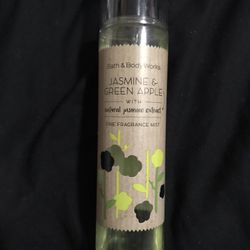 Bath & Body Works
JASMINE &
GREEN APPLE
WITH
natural jasmine extract*
FINE FRAGRANCE MIST